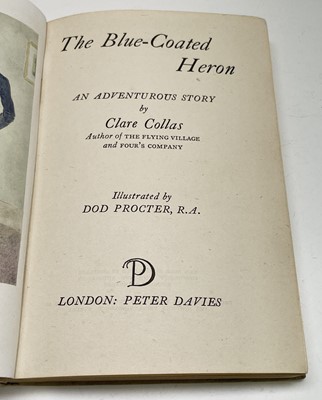 The Blue-Coated
Heron
AN ADVENTUROUS STORY
by
Clare Collas
Author of THE FLYING VILLAGE
and FOUR'S COMPANY
Illustrated by
DOD PROCTER, R.A.
PD
LONDON: PETER DAVIES